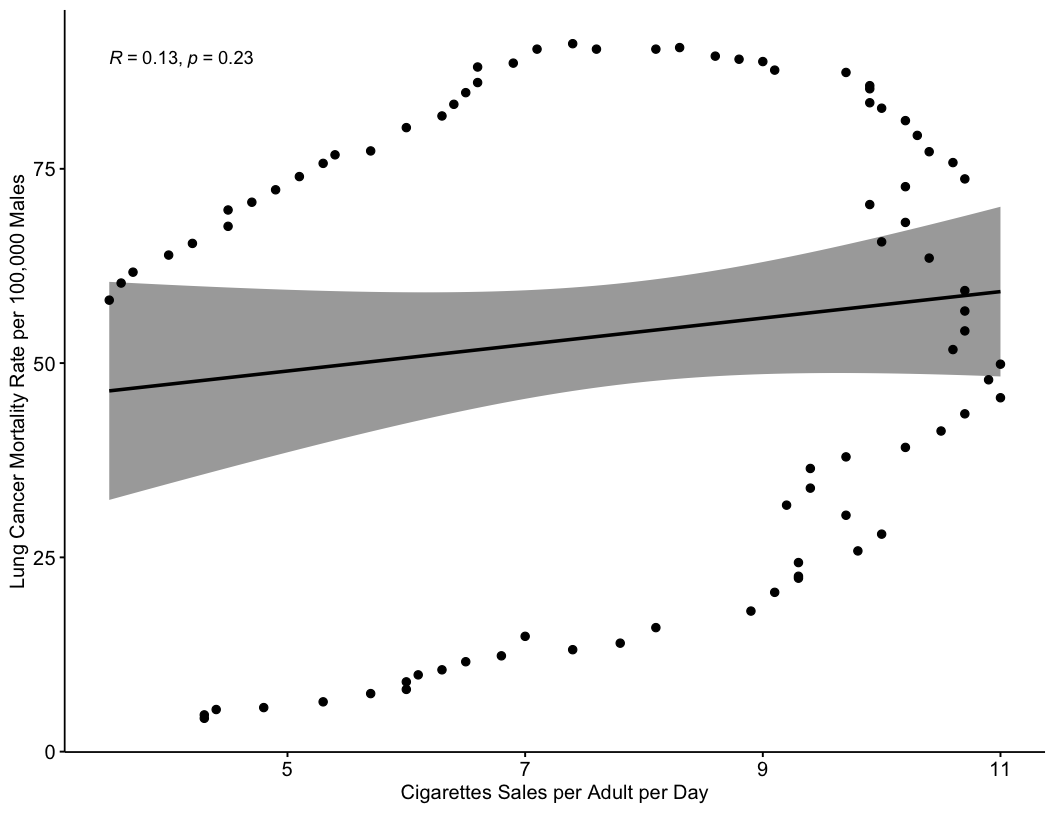 R = 0.13, p = 0.23
Lung Cancer Mortality Rate per 100,000 Males
75
50
25
0
5 7 9 11
Cigarettes Sales per Adult per Day